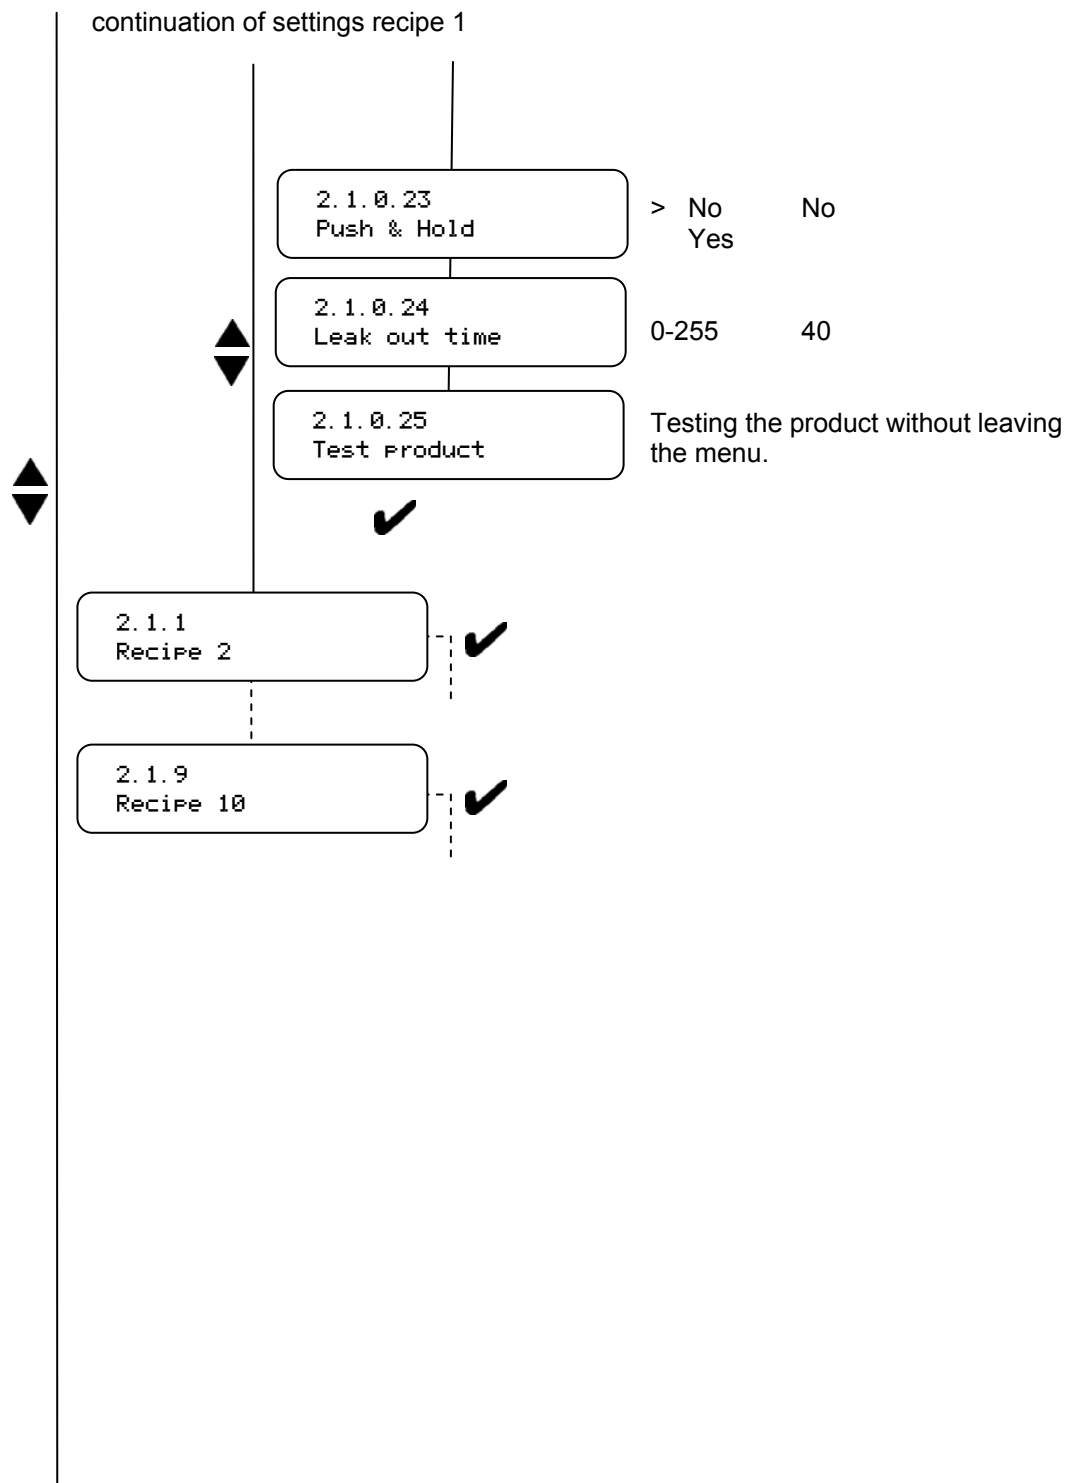 continuation of settings recipe 1
2.1.0.23
Push & Hold
> No No
Yes
2.1.0.24
Leak out time
0-255 40
2.1.0.25
Test product
Testing the product without leaving
the menu.
2.1.1
Recipe 2
2.1.9
Recipe 10